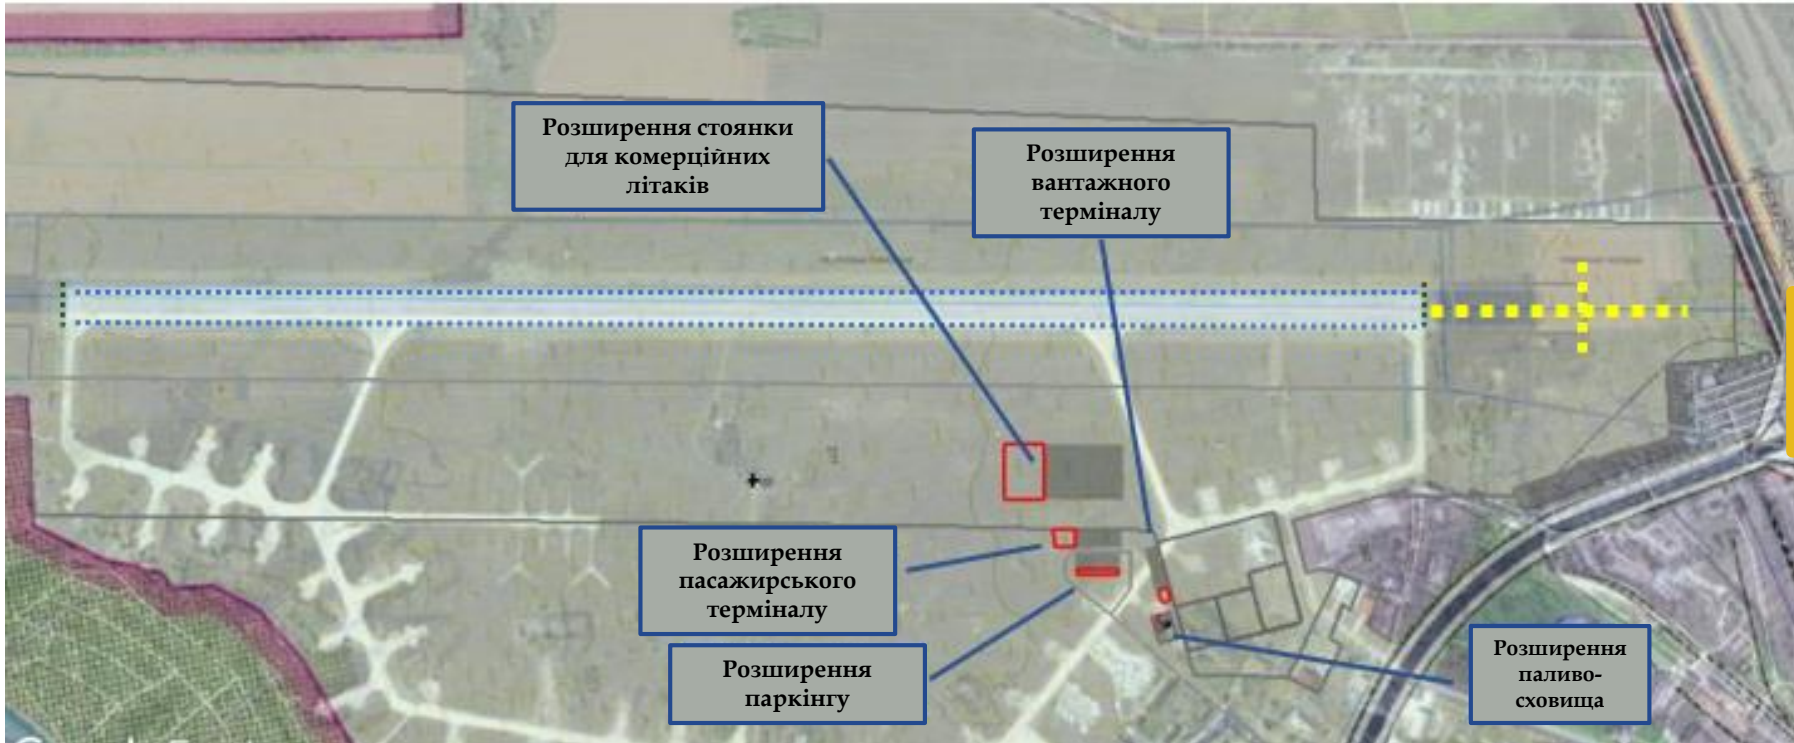 Розширення стоянки
для комерційних
літаків
Розширення
вантажного
терміналу
Розширення
пасажирського
терміналу
Розширення
паркінгу
Розширення
паливо-
сховища